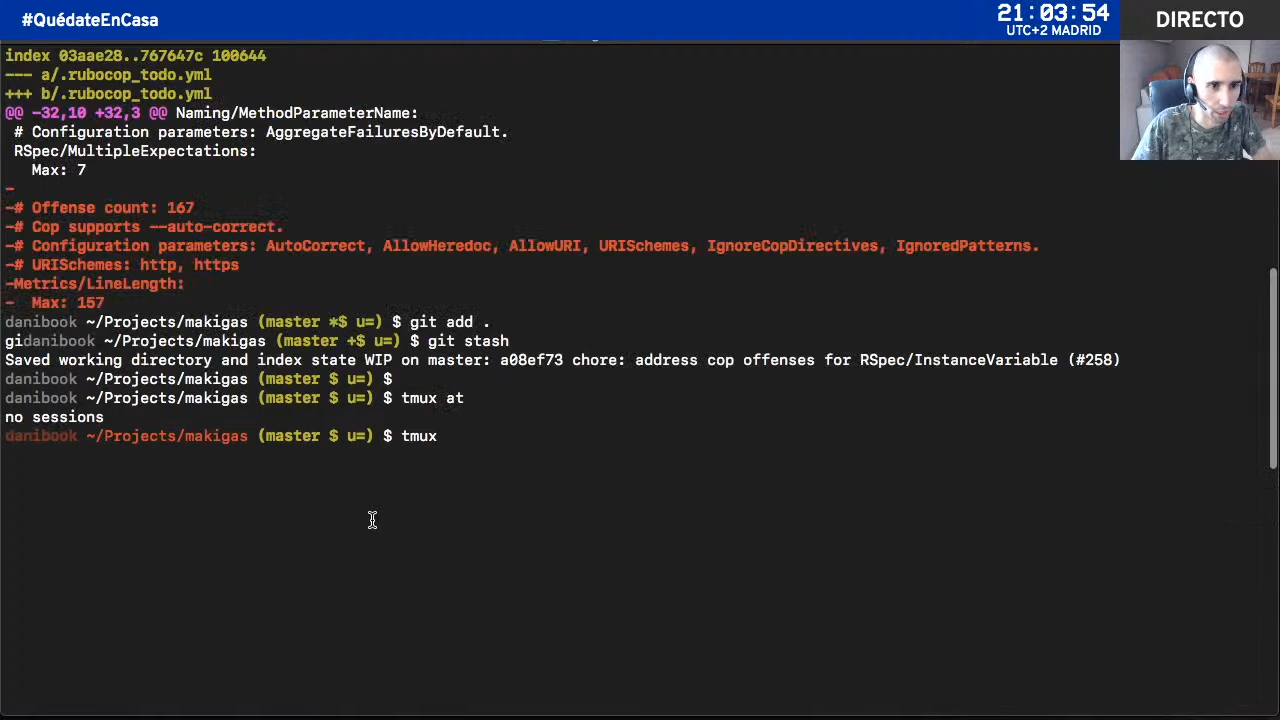 #QuédateEnCasa
21:03:54
UTC+2 MADRID
DIRECTO
index 03aae28..767647c 100644
--- a/.rubocop_todo.yml
+++ b/.rubocop_todo.yml
@@ -32,10 +32,3 @@ Naming/MethodParameterName:
 # Configuration parameters: AggregateFailuresByDefault.
 RSpec/MultipleExpectations:
   Max: 7
-
-# Offense count: 167
-# Cop supports --auto-correct.
-# Configuration parameters: AutoCorrect, AllowHeredoc, AllowURI, URISchemes, IgnoreCopDirectives, IgnoredPatterns.
-# URISchemes: http, https
-Metrics/LineLength:
-  Max: 157
danibook ~/Projects/makigas (master *$ u=) $ git add .
gidanibook ~/Projects/makigas (master +$ u=) $ git stash
Saved working directory and index state WIP on master: a08ef73 chore: address cop offenses for RSpec/InstanceVariable (#258)
danibook ~/Projects/makigas (master $ u=) $
danibook ~/Projects/makigas (master $ u=) $ tmux at
no sessions
danibook ~/Projects/makigas (master $ u=) $ tmux